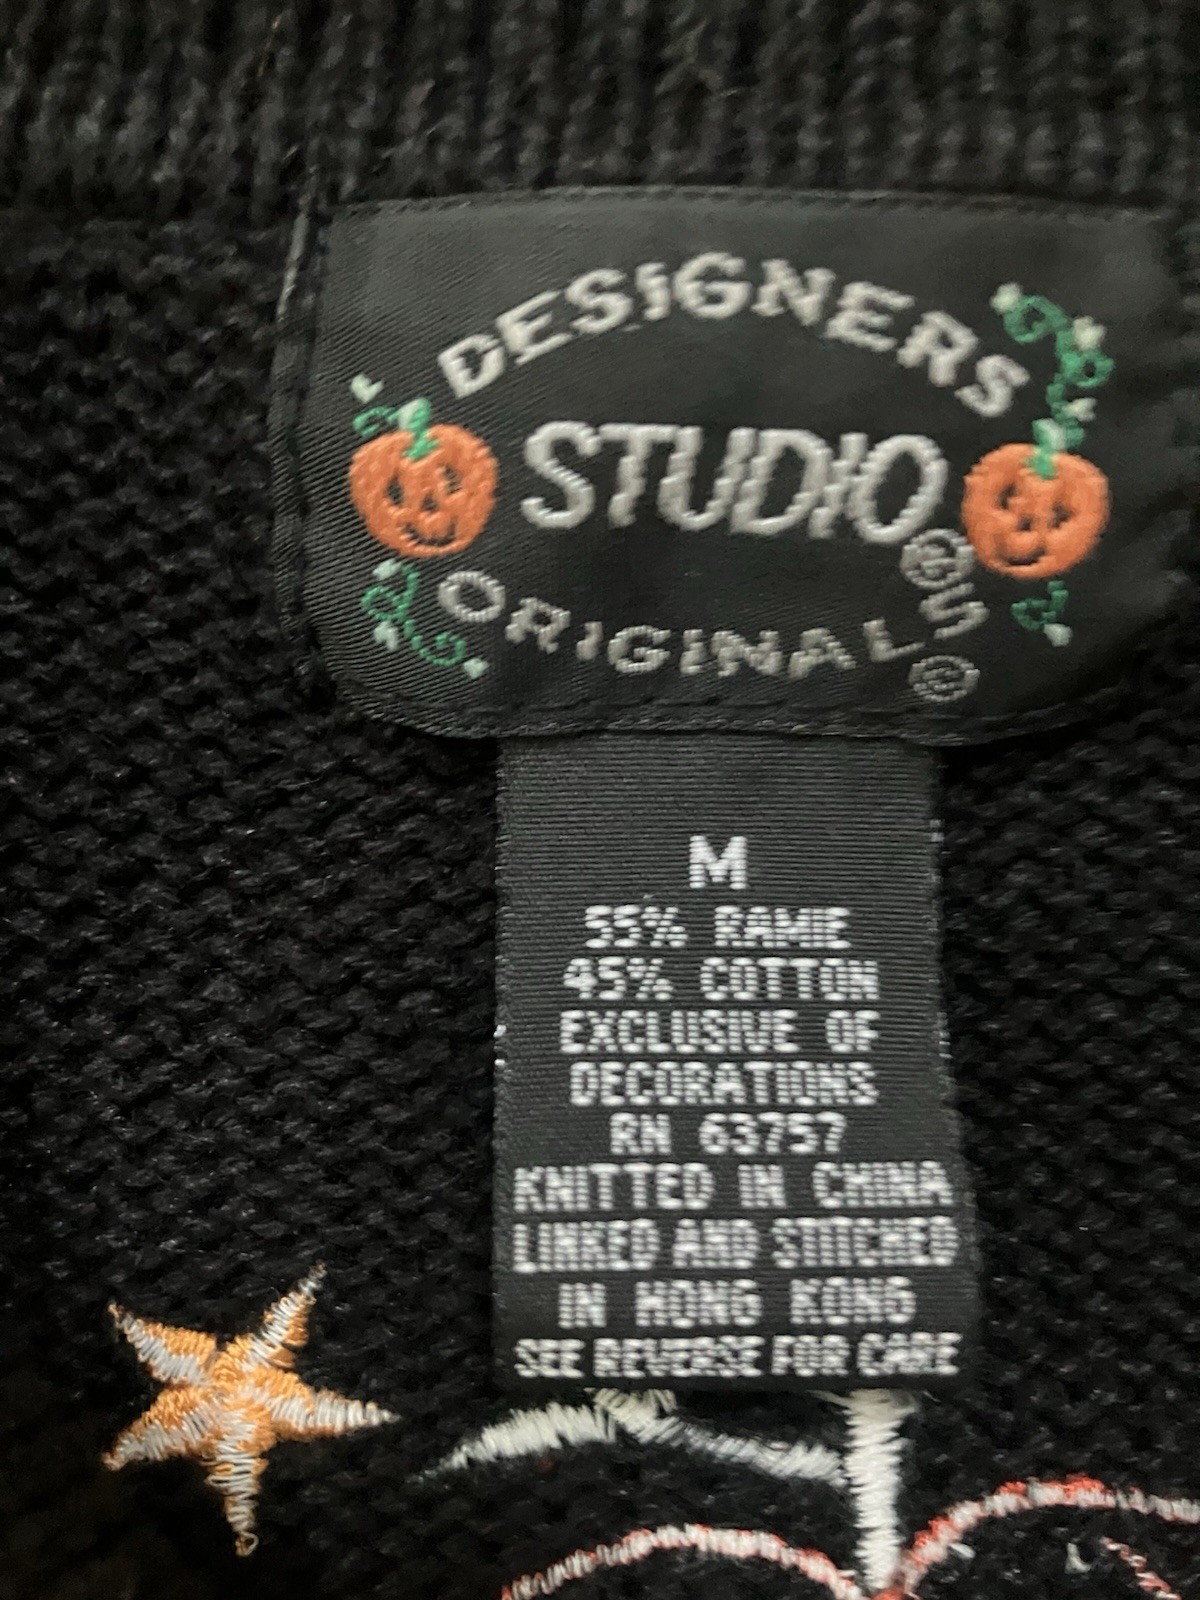 DESIGNERS
STUDIO®
ORIGINALS®
M
55% RAMIE
45% COTTON
EXCLUSIVE OF
DECORATIONS
RN 63757
KNITTED IN CHINA
LINKED AND STITCHED
IN HONG KONG
SEE REVERSE FOR CARE